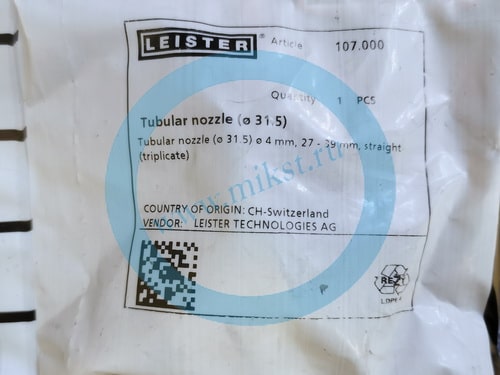 LEISTER® Article 107.000
Quantity 1 PCS
Tubular nozzle (ø 31.5)
Tubular nozzle (ø 31.5) ø 4 mm, 27 - 39 mm, straight
(triplicate)
www.mikst.ru
COUNTRY OF ORIGIN: CH-Switzerland
VENDOR: LEISTER TECHNOLOGIES AG